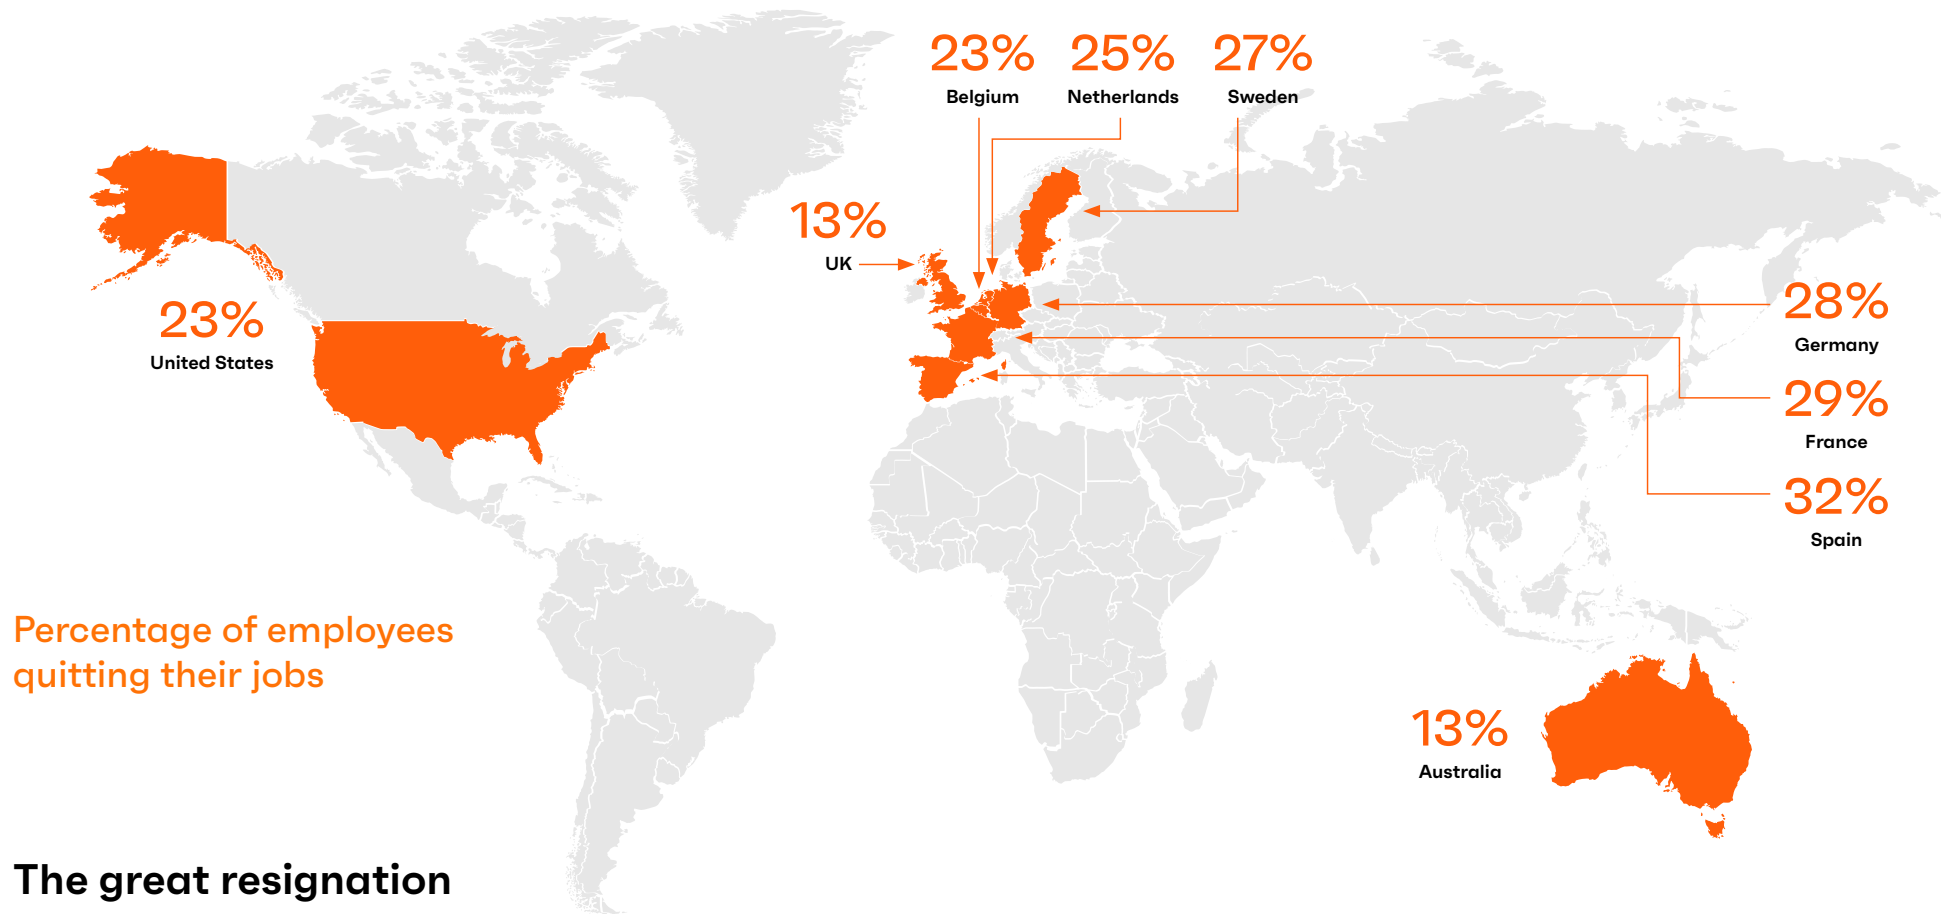 23%
Belgium
25%
Netherlands
27%
Sweden
13%
UK
23%
United States
28%
Germany
29%
France
32%
Spain
Percentage of employees
quitting their jobs
13%
Australia
The great resignation